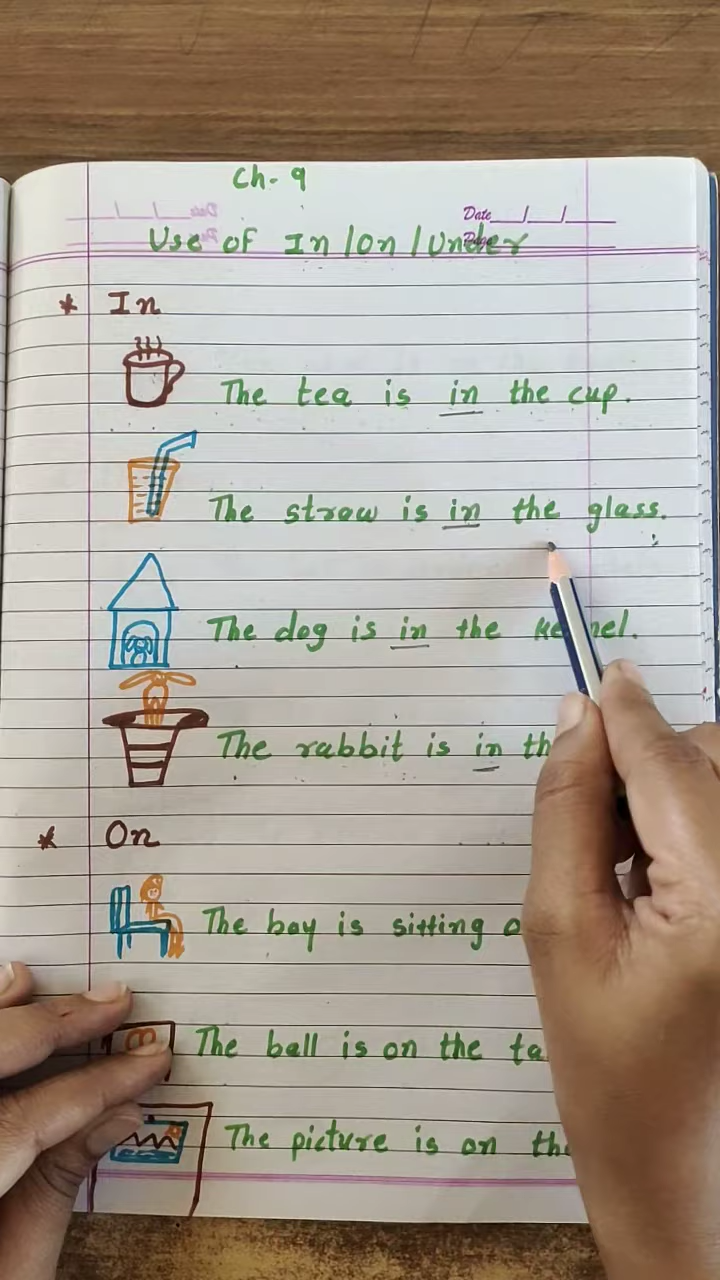 Ch- 9
Date
Use of In/On/Under
* In
The tea is in the cup.
The straw is in the glass.
The dog is in the
The rabbit is in
* On
The boy is sitting
The ball is on the
The picture is on